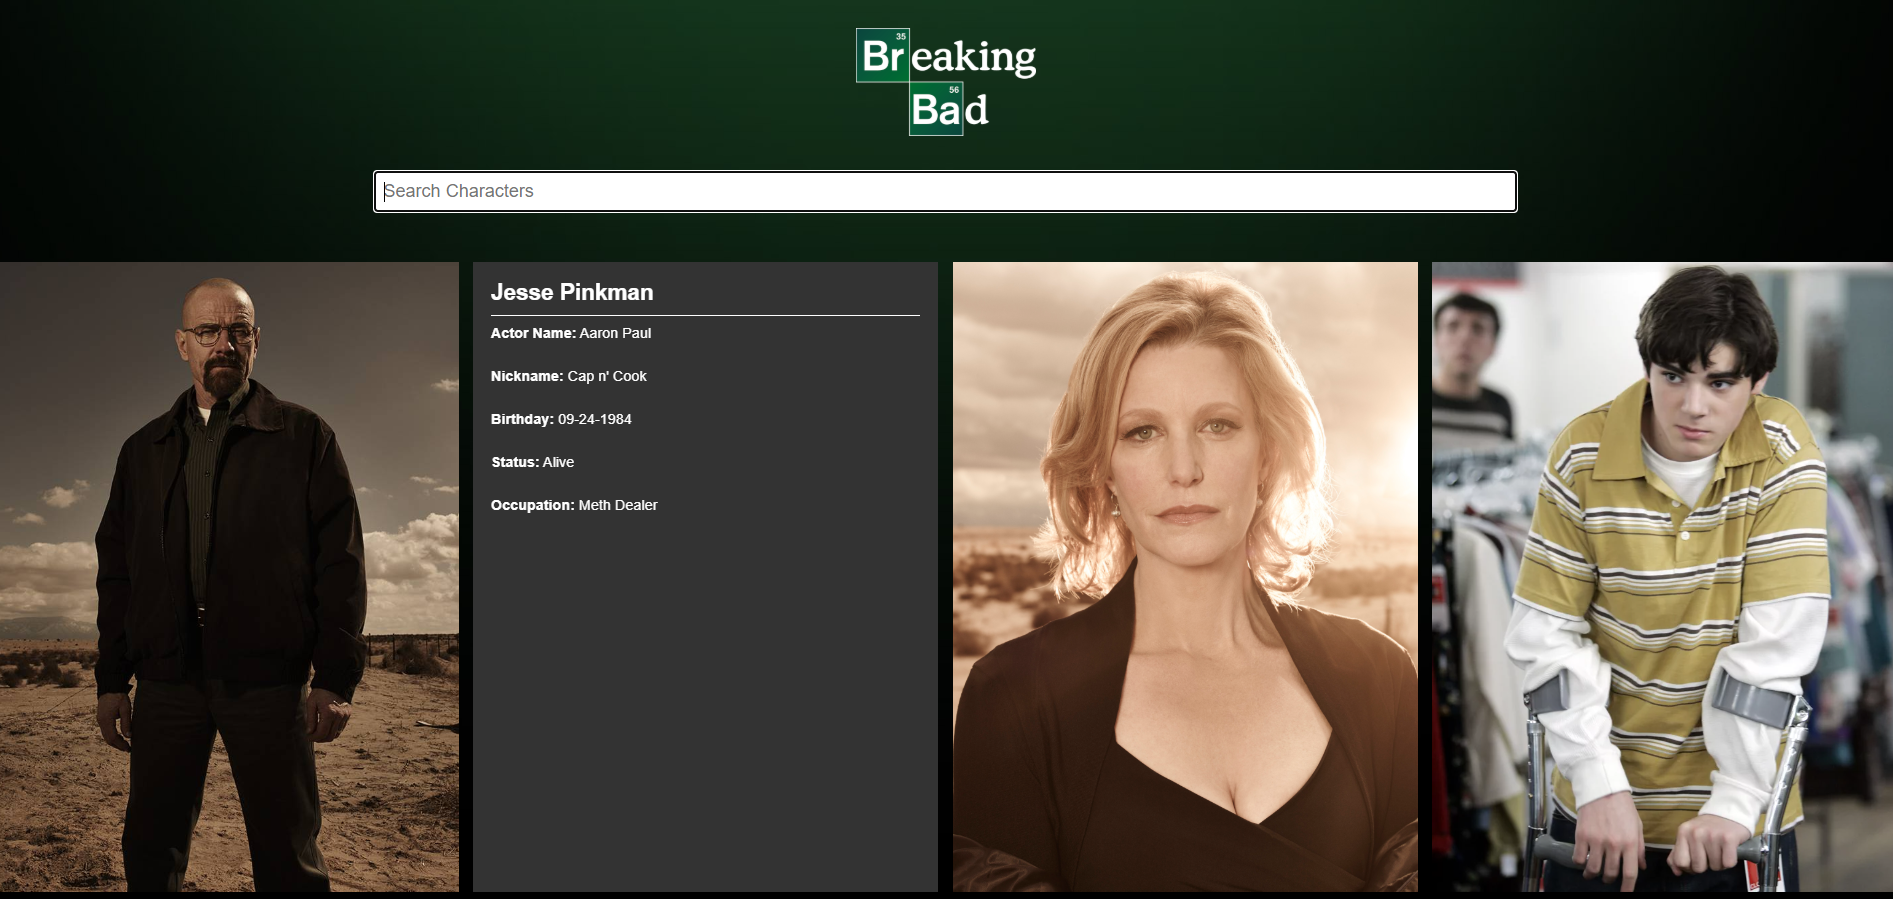 35
Breaking
56
Bad
Search Characters
Jesse Pinkman
Actor Name: Aaron Paul
Nickname: Cap n' Cook
Birthday: 09-24-1984
Status: Alive
Occupation: Meth Dealer